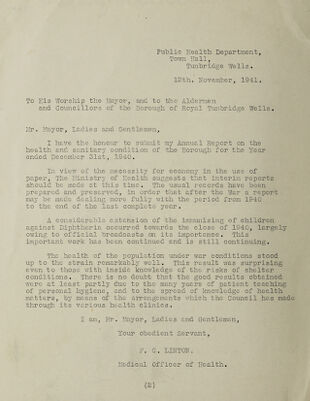 Public Health Department,
Town Hall,
Tunbridge Wells.
12th. November, 1941.
To His Worship the Mayor, and to the Aldermen
and Councillors of the Borough of Royal Tunbridge Wells.
Mr. Mayor, Ladies and Gentlemen,
I have the honour to submit my Annual Report on the
health and sanitary condition of the Borough for the Year
ended December 31st, 1940.
In view of the necessity for economy in the use of
paper, The Ministry of Health suggests that interim reports
should be made at this time. The usual records have been
prepared and preserved, in order that after the War a report
may be made dealing more fully with the period from 1940
to the end of the last complete year.
A considerable extension of the immunizing of children
against Diphtheria occurred towards the close of 1940, largely
owing to official broadcasts on its importance. This
important work has been continued and is still continuing.
The health of the population under war conditions stood
up to the strain remarkably well. This result was surprising
even to those with inside knowledge of the risks of shelter
conditions. There is no doubt that the good results obtained
were at least partly due to the many years of patient teaching
of personal hygiene, and to the spread of knowledge of health
matters, by means of the arrangements which the Council has made
through its various health clinics.
I am, Mr. Mayor, Ladies and Gentlemen,
Your obedient Servant,
F. C. LINTON.
Medical Officer of Health.
(2)